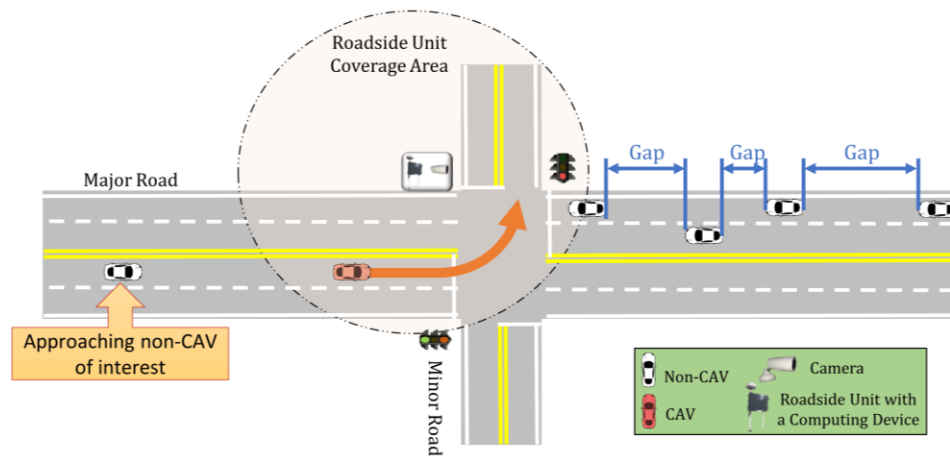 Roadside Unit
Coverage Area
Gap
Gap
Gap
Major Road
Approaching non-CAV
of interest
Minor Road
Non-CAV
Camera
CAV
Roadside Unit with
a Computing Device